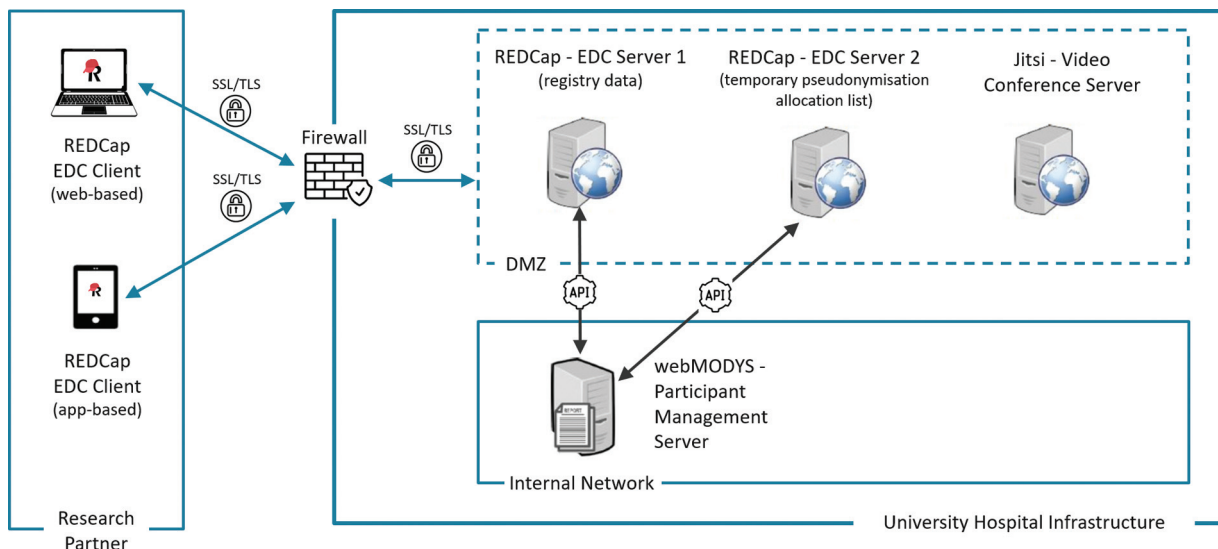 REDCap
EDC Client
(web-based)
R
SSL/TLS
SSL/TLS
R
REDCap
EDC Client
(app-based)
Research
Partner
Firewall
SSL/TLS
REDCap - EDC Server 1
(registry data)
REDCap - EDC Server 2
(temporary pseudonymisation
allocation list)
Jitsi - Video
Conference Server
DMZ
API
API
webMODYS -
Participant
Management
Server
REPORT
Internal Network
University Hospital Infrastructure